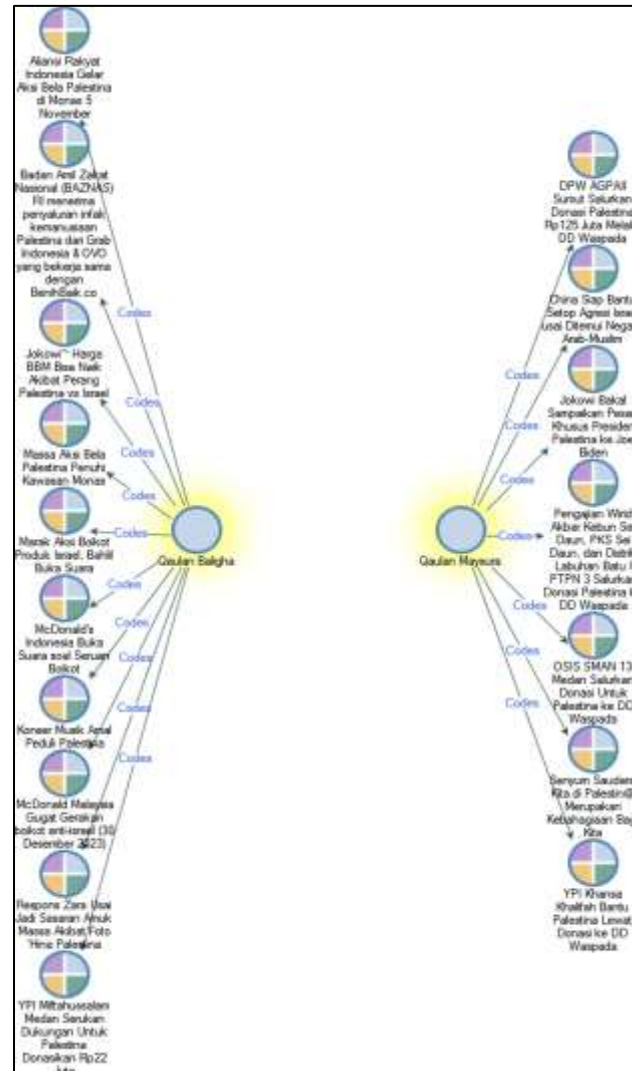 Aliansi Rakyat
Indonesia Gelar
Aksi Bela Palestina
di Monas 5
November
Badan Amil Zakat
Nasional (BAZNAS)
RI menerima
penyaluran infak
kemanusiaan
Palestina dari Grab
Indonesia & OVO
yang bekerja sama
dengan
BenihBaik.co
Jokowi~ Harga
BBM Bisa Naik
Akibat Perang
Palestina vs Israel
Massa Aksi Bela
Palestina Penuhi
Kawasan Monas
Marak Aksi Boikot
Produk Israel, Bahlil
Buka Suara
McDonald's
Indonesia Buka
Suara soal Seruan
Boikot
Konser Musik Amal
Peduli Palestina
McDonald Malaysia
Gugat Gerakan
boikot anti-israel (30
Desember 2023)
Respons Zara Usai
Jadi Sasaran Amuk
Massa Akibat Foto
'Hina Palestina
YPI Miftahussalam
Medan Serukan
Dukungan Untuk
Palestina
Donasikan Rp22
Juta
Codes
Codes
Codes
Codes
Codes
Codes
Codes
Codes
Codes
Codes
Qaulan Baligha
Qaulan Maysura
Codes
Codes
Codes
Codes
Codes
Codes
Codes
DPW AGPAII
Sumut Salurkan
Donasi Palestina
Rp125 Juta Melal
DD Waspada
China Siap Bantu
Setop Agresi Israe
usai Ditemui Negar
Arab-Muslim
Jokowi Bakal
Sampaikan Pesan
Khusus Presiden
Palestina ke Joe
Biden
Pengajian Wirid
Akbar Kebun Sei
Daun, PKS Sei
Daun, dan Distrik
Labuhan Batu I
PTPN 3 Salurkan
Donasi Palestina k
DD Waspada
OSIS SMAN 13
Medan Salurkan
Donasi Untuk
Palestina ke DD
Waspada
Senyum Saudara
Kita di Palestin@
Merupakan
Kebahagiaan Bagi
Kita
YPI Khansa
Khalifah Bantu
Palestina Lewat
Donasi ke DD
Waspada